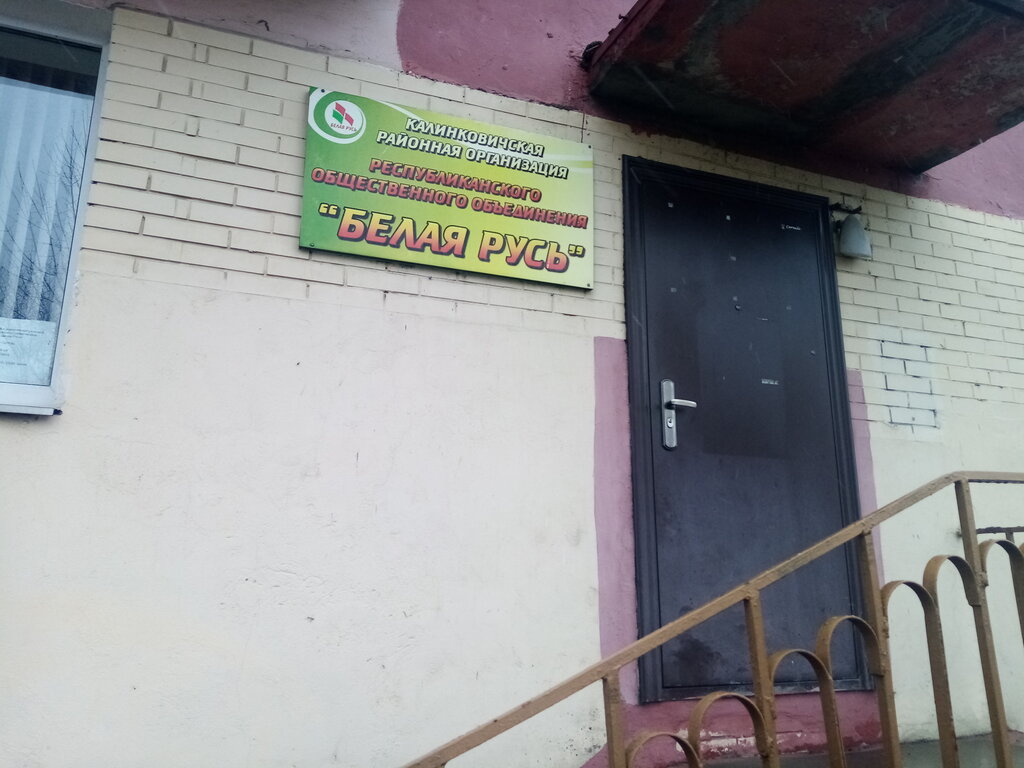 БЕЛАЯ РУСЬ
КАЛИНКОВИЧСКАЯ
РАЙОННАЯ ОРГАНИЗАЦИЯ
РЕСПУБЛИКАНСКОГО
ОБЩЕСТВЕННОГО ОБЪЕДИНЕНИЯ
"БЕЛАЯ РУСЬ"